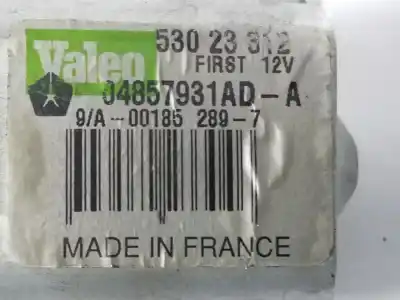 Valeo
530 23 312
FIRST 12V
04857931AD-A
9/A-00185 289-7
MADE IN FRANCE